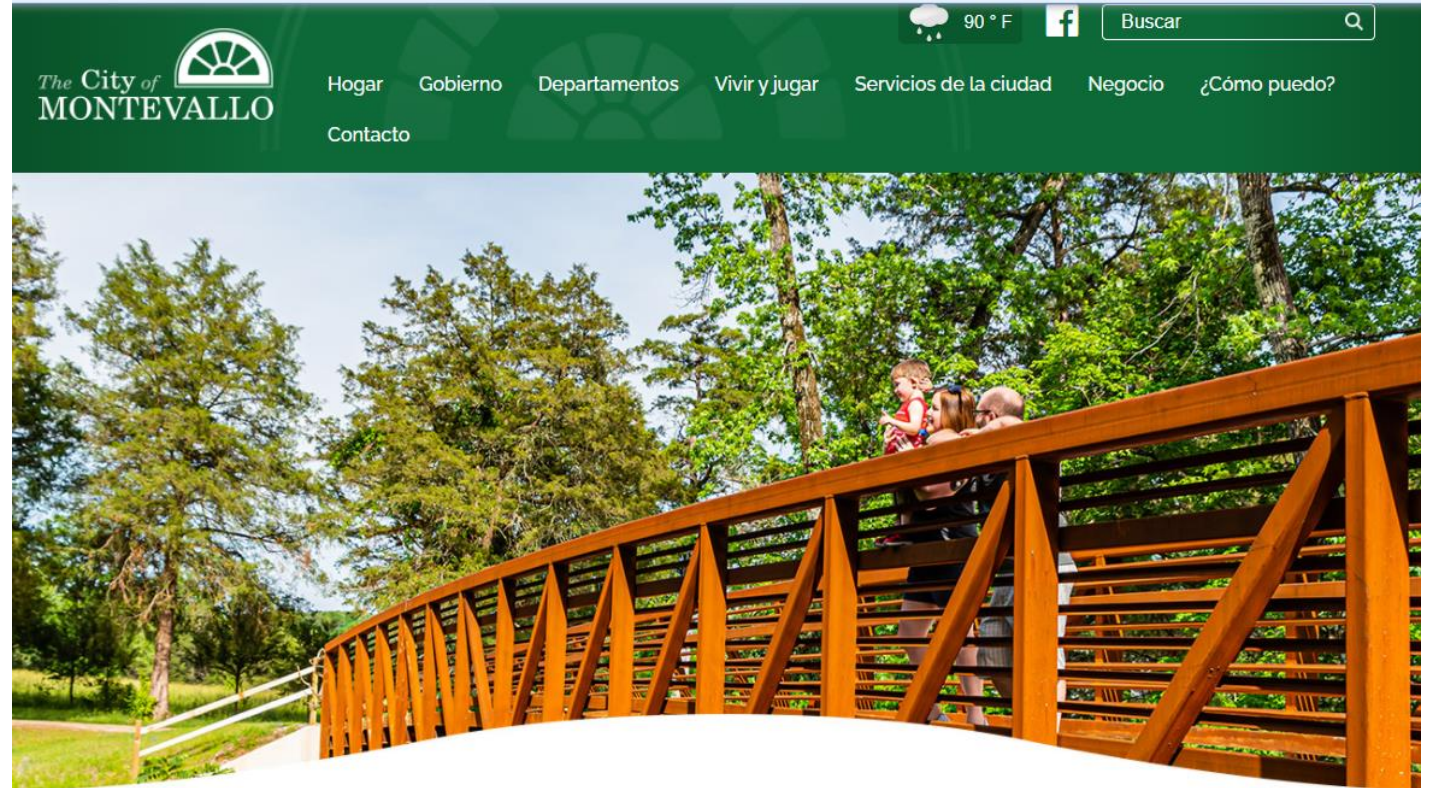 90 ° F
Buscar
The City of
MONTEVALLO
Hogar Gobierno Departamentos Vivir y jugar Servicios de la ciudad Negocio ¿Cómo puedo?
Contacto